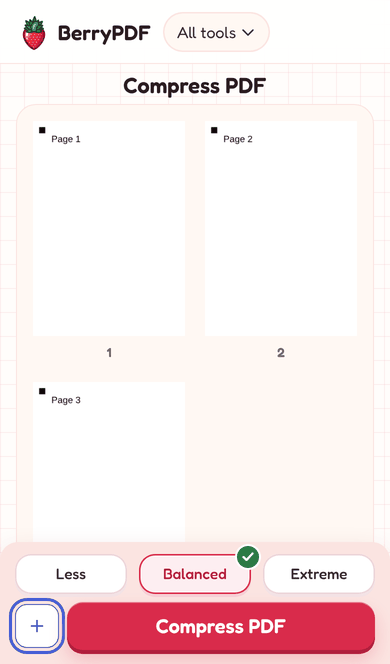 BerryPDF All tools
Compress PDF
Page 1 Page 2
1 2
Page 3
Less Balanced Extreme
+ Compress PDF